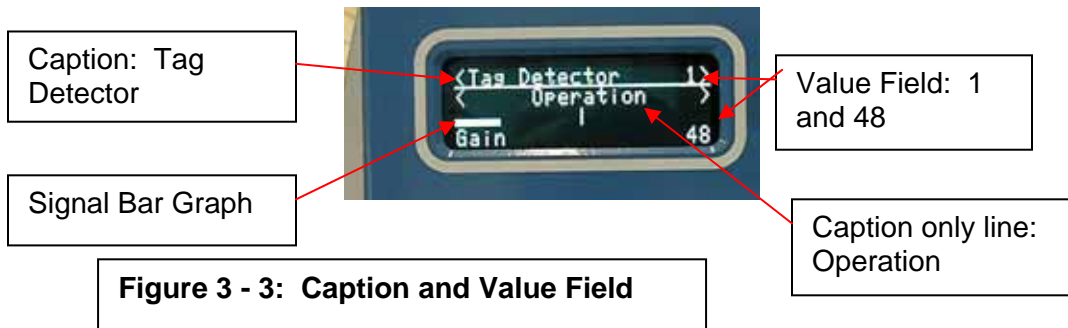 Caption: Tag
Detector
<Tag Detector 1>
< Operation >
Gain 48
Value Field: 1
and 48
Signal Bar Graph
Caption only line:
Operation
Figure 3 - 3: Caption and Value Field